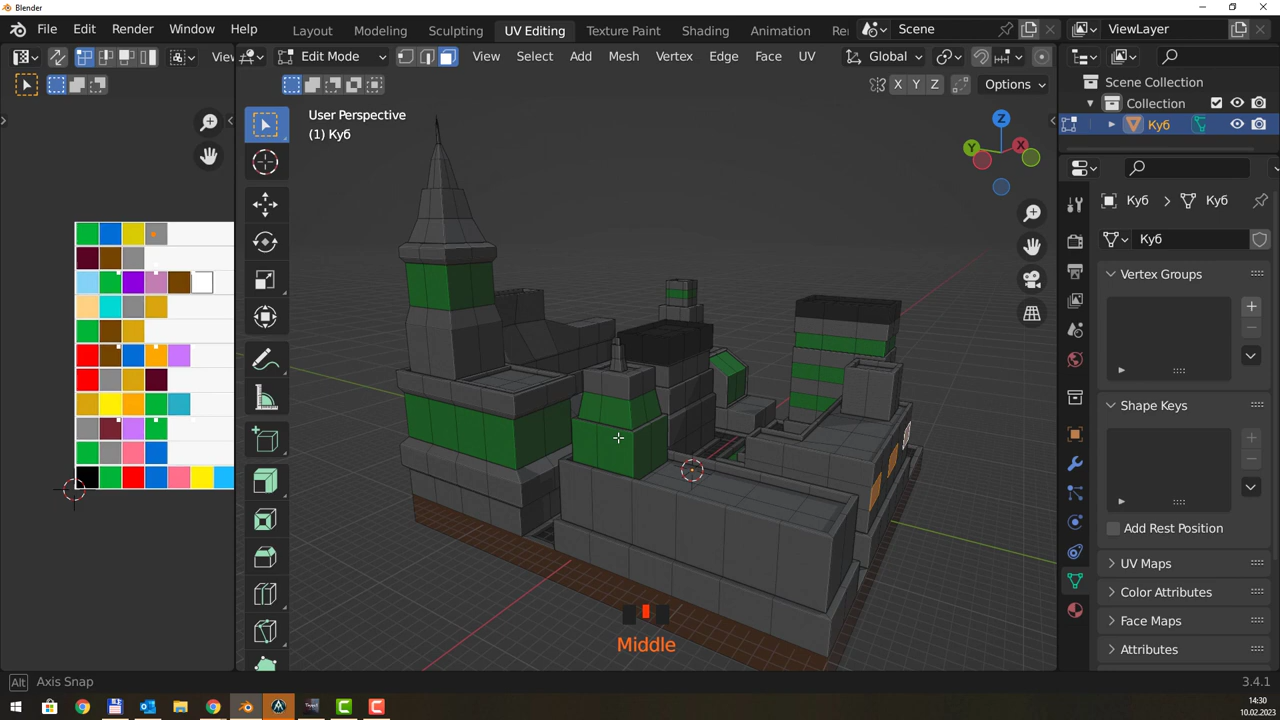 Blender
File Edit Render Window Help Layout Modeling Sculpting UV Editing Texture Paint Shading Animation Re Scene ViewLayer
Vie Edit Mode View Select Add Mesh Vertex Edge Face UV Global
X Y Z Options
User Perspective
(1) Куб
Z
Y X
Scene Collection
Collection
Куб
Куб Куб
Куб
Vertex Groups
Shape Keys
Add Rest Position
UV Maps
Color Attributes
Face Maps
Attributes
Middle
Alt Axis Snap 3.4.1
14:30
10.02.2023